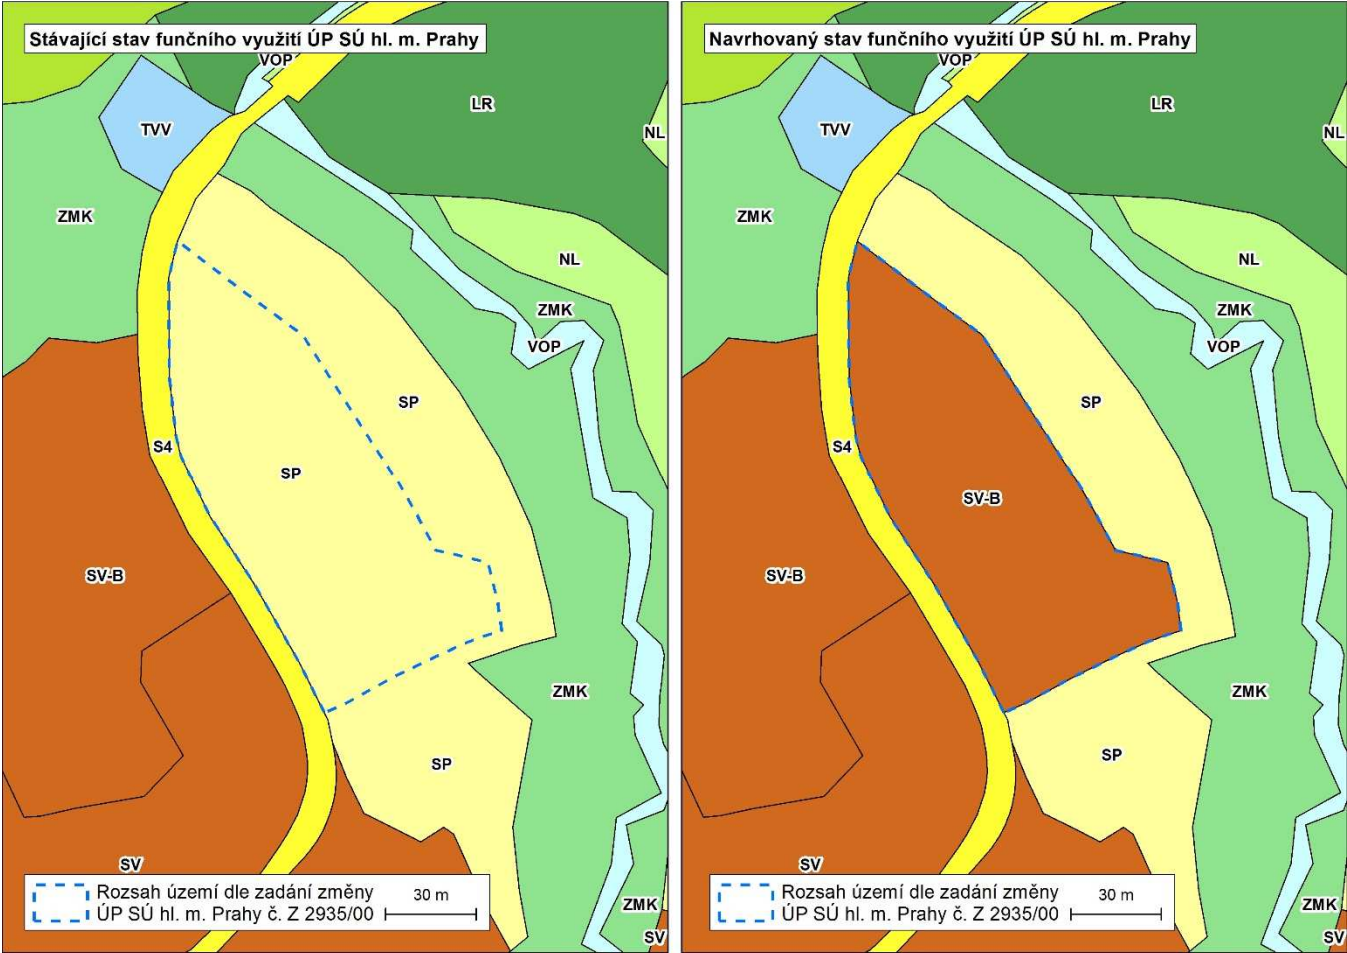 Stávající stav funčního využití ÚP SÚ hl. m. Prahy
VOP
LR
TVV
NL
ZMK
NL
ZMK
VOP
SP
S4
SP
SV-B
ZMK
SP
SV
Rozsah území dle zadání změny
ÚP SÚ hl. m. Prahy č. Z 2935/00
30 m
ZMK
SV
Navrhovaný stav funčního využití ÚP SÚ hl. m. Prahy
VOP
LR
TVV
NL
ZMK
NL
ZMK
VOP
SP
S4
SV-B
SV-B
ZMK
SP
SV
Rozsah území dle zadání změny
ÚP SÚ hl. m. Prahy č. Z 2935/00
30 m
ZMK
SV